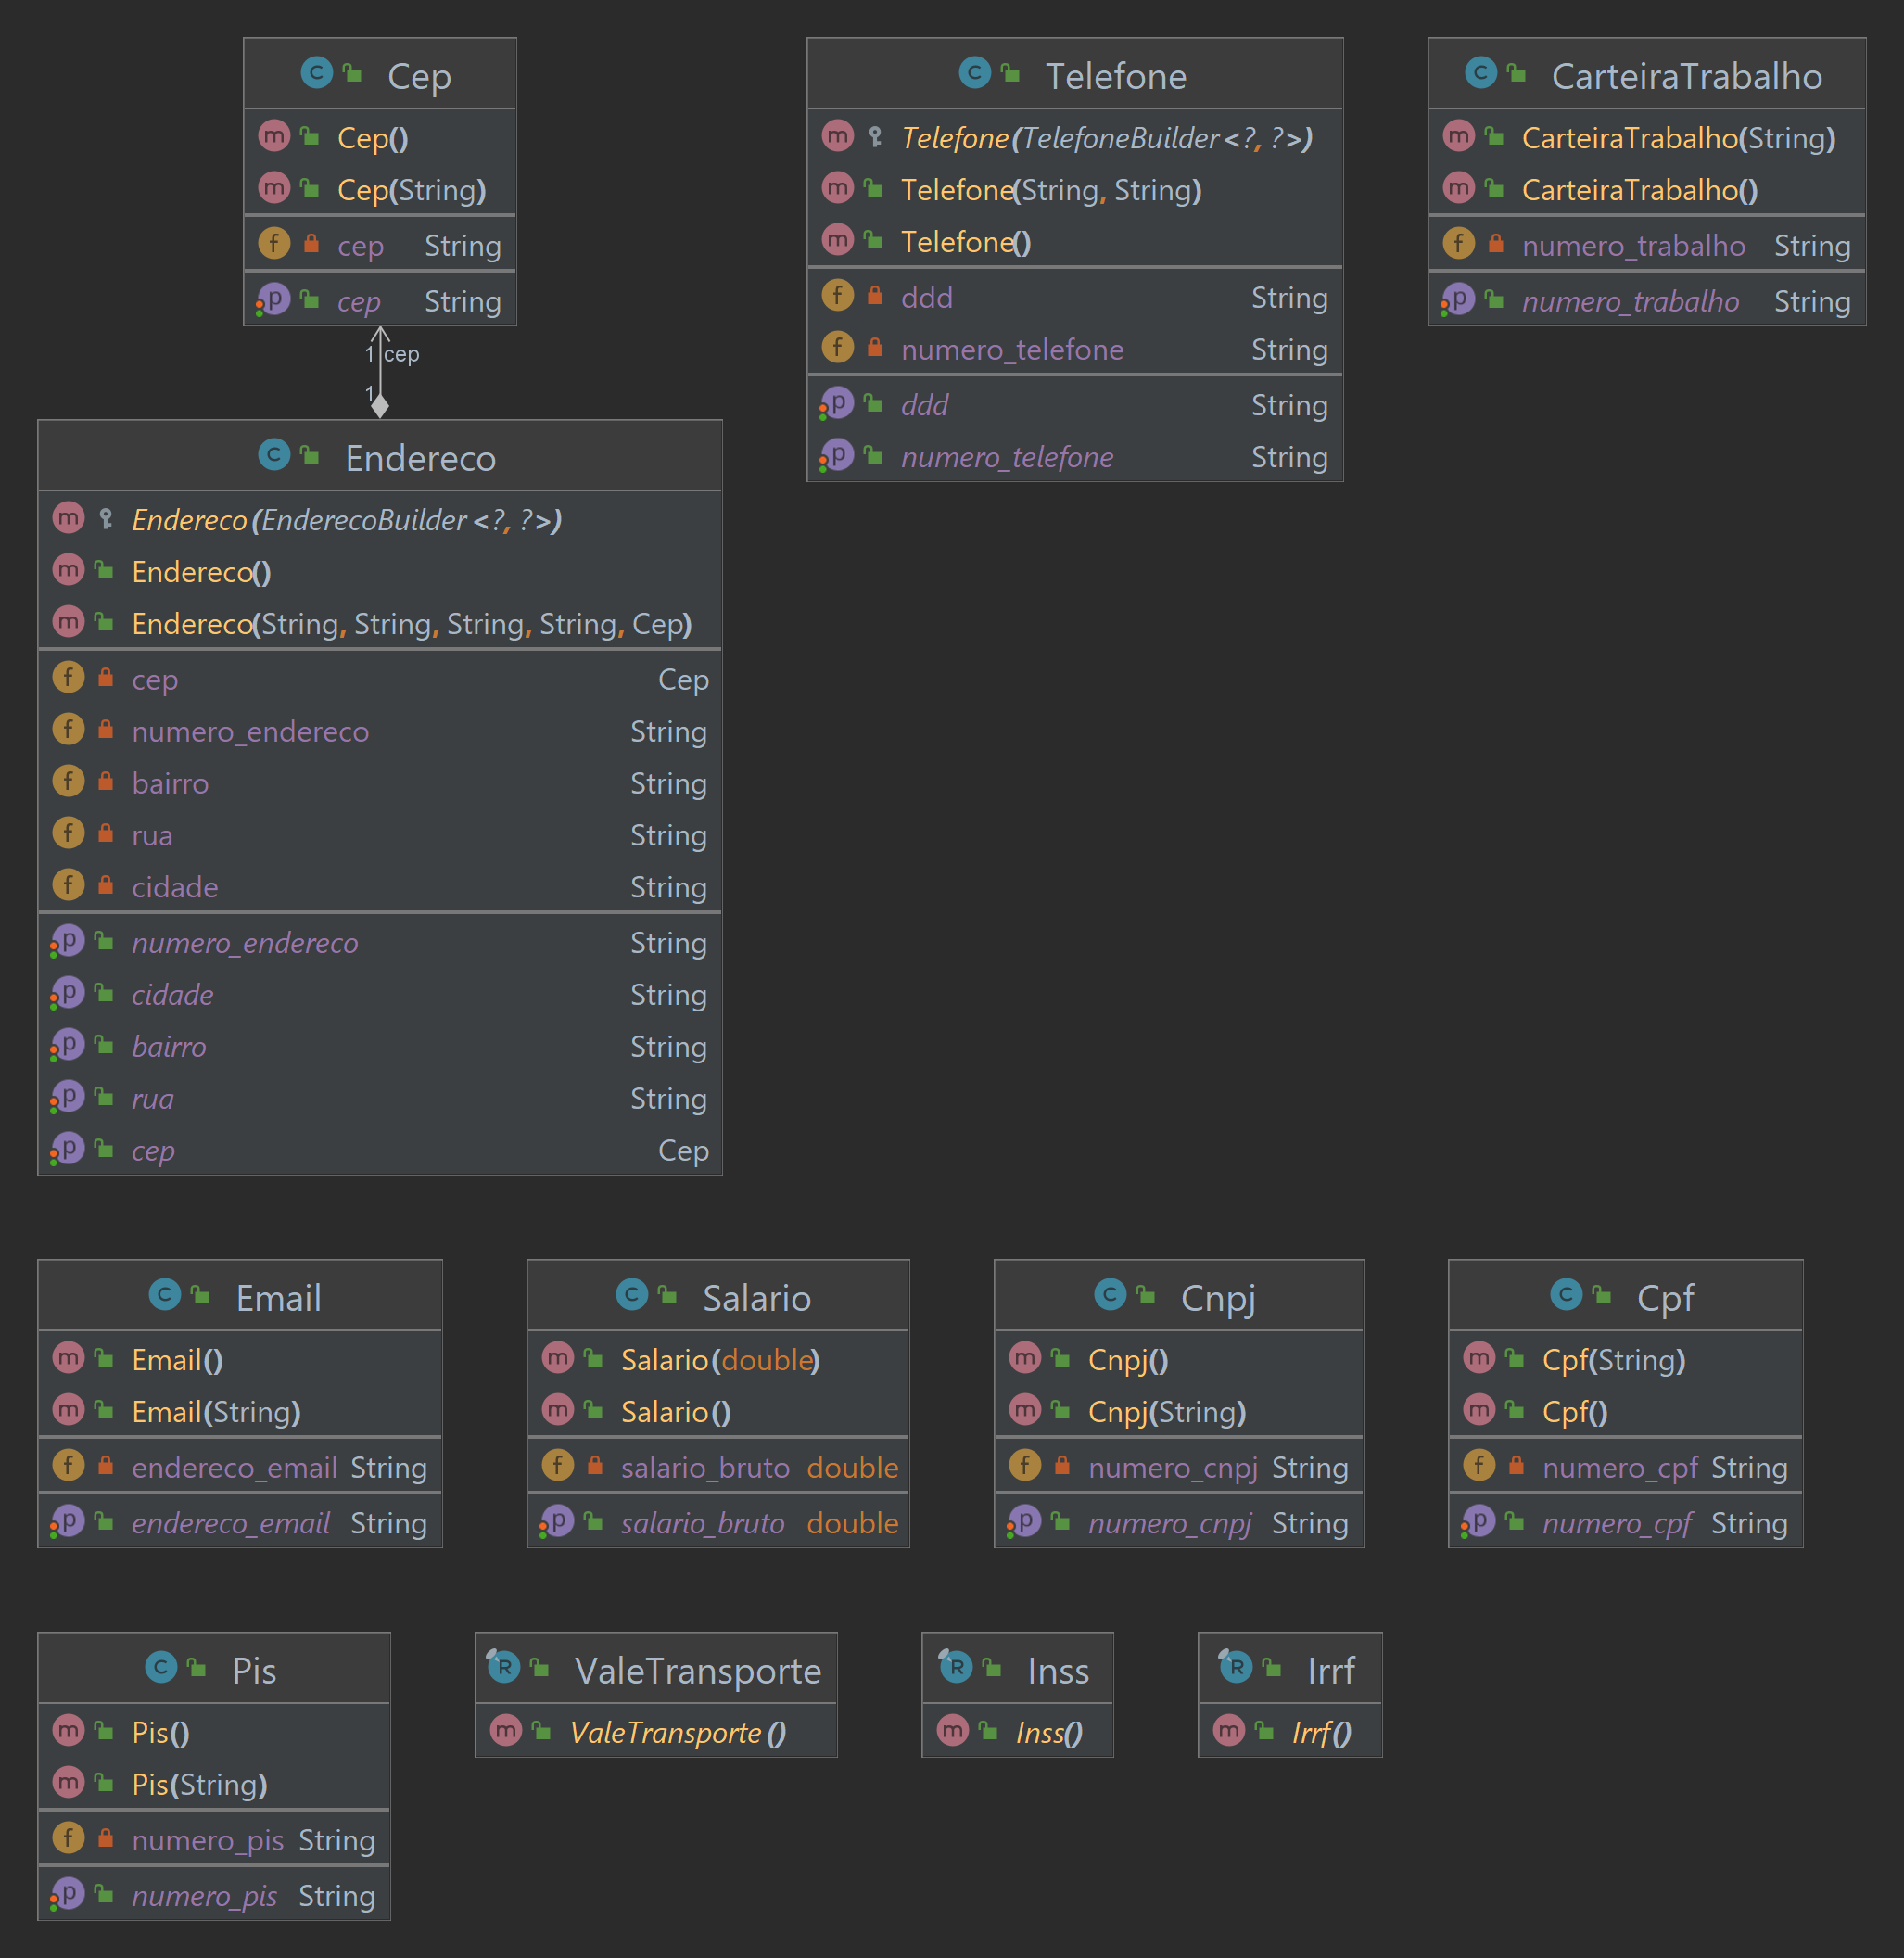 Cep
Cep()
Cep(String)
cep String
cep String
1 cep
1
Telefone
Telefone(TelefoneBuilder<?, ?>)
Telefone(String, String)
Telefone()
ddd String
numero_telefone String
ddd String
numero_telefone String
CarteiraTrabalho
CarteiraTrabalho(String)
CarteiraTrabalho()
numero_trabalho String
numero_trabalho String
Endereco
Endereco(EnderecoBuilder<?, ?>)
Endereco()
Endereco(String, String, String, String, Cep)
cep Cep
numero_endereco String
bairro String
rua String
cidade String
numero_endereco String
cidade String
bairro String
rua String
cep Cep
Email
Email()
Email(String)
endereco_email String
endereco_email String
Salario
Salario(double)
Salario()
salario_bruto double
salario_bruto double
Cnpj
Cnpj()
Cnpj(String)
numero_cnpj String
numero_cnpj String
Cpf
Cpf(String)
Cpf()
numero_cpf String
numero_cpf String
Pis
Pis()
Pis(String)
numero_pis String
numero_pis String
ValeTransporte
ValeTransporte()
Inss
Inss()
Irrf
Irrf()